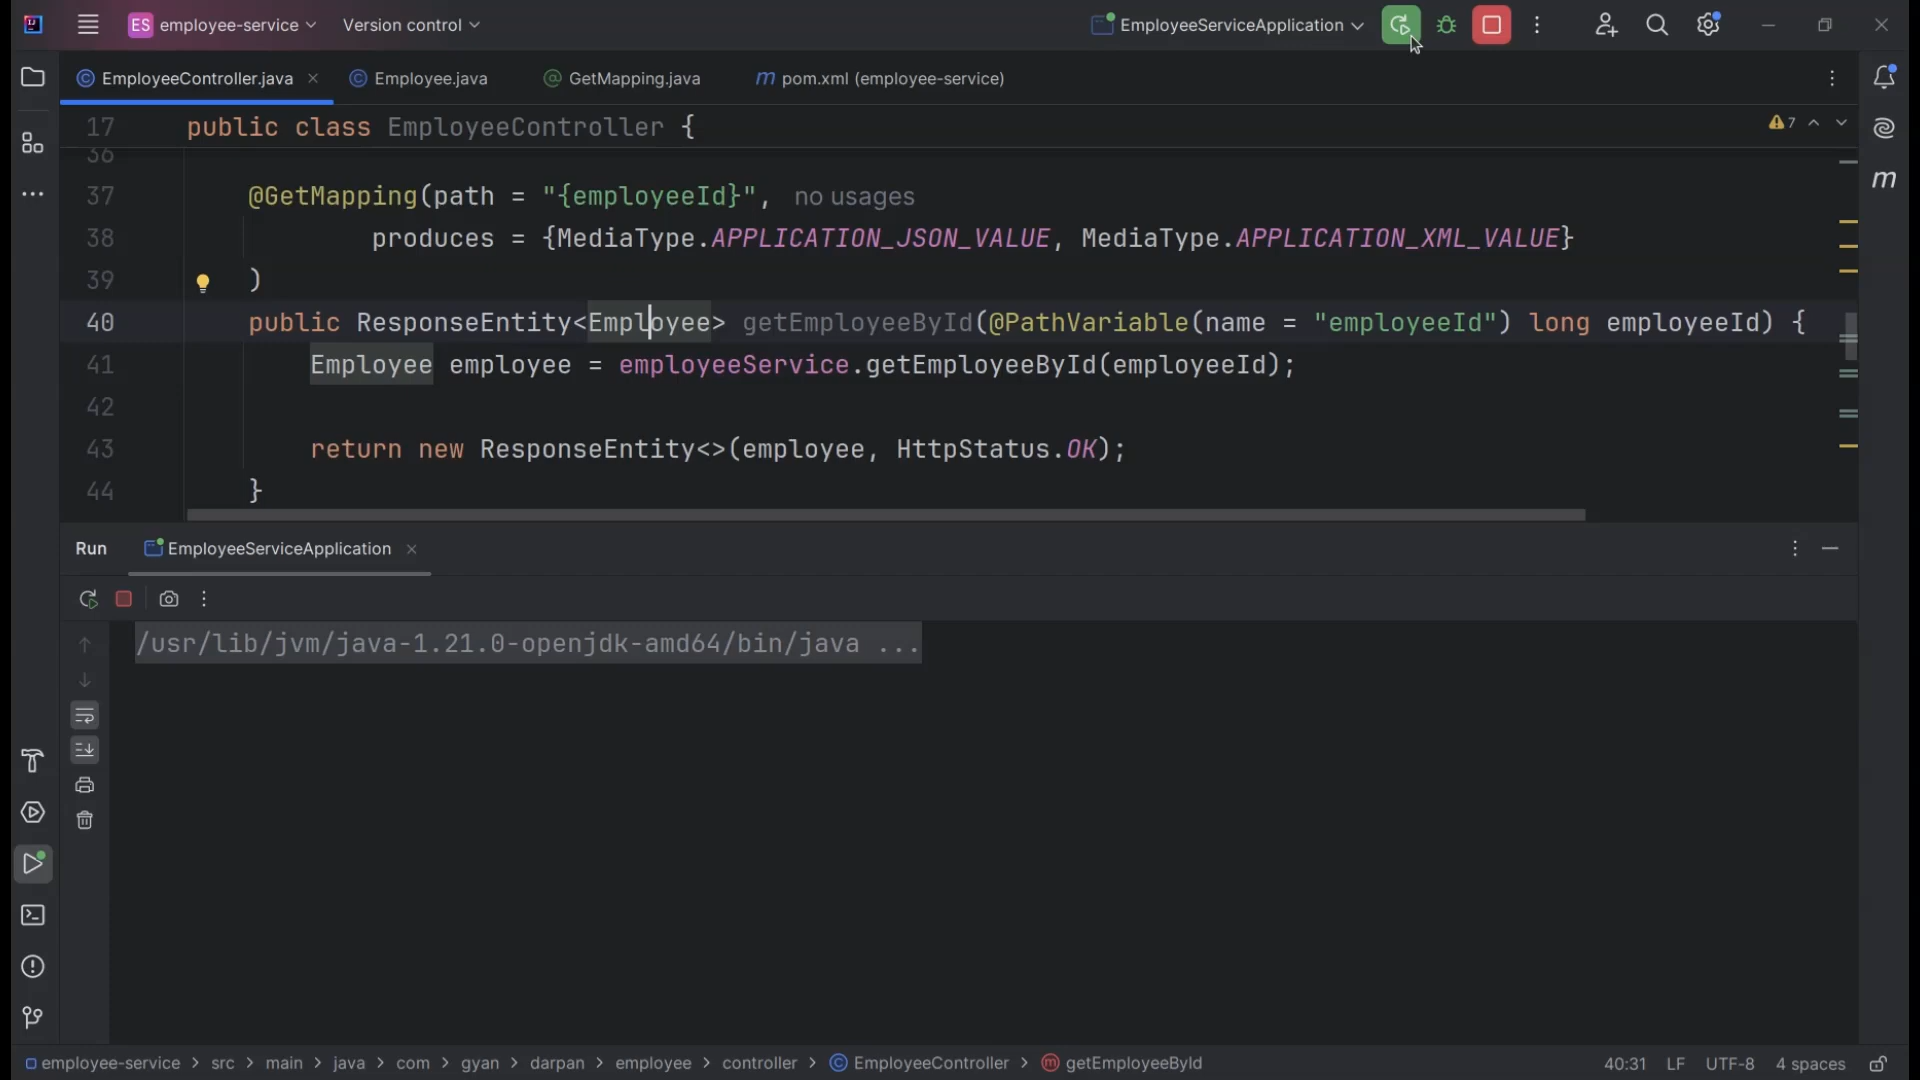 ES employee-service Version control EmployeeServiceApplication
EmployeeController.java Employee.java @ GetMapping.java m pom.xml (employee-service)
17 public class EmployeeController { 7
36
37 @GetMapping(path = "{employeeId}", no usages
38 produces = {MediaType.APPLICATION_JSON_VALUE, MediaType.APPLICATION_XML_VALUE}
39 )
40 public ResponseEntity<Employee> getEmployeeById(@PathVariable(name = "employeeId") long employeeId) {
41 Employee employee = employeeService.getEmployeeById(employeeId);
42
43 return new ResponseEntity<>(employee, HttpStatus.OK);
44 }
Run EmployeeServiceApplication
/usr/lib/jvm/java-1.21.0-openjdk-amd64/bin/java ...
employee-service > src > main > java > com > gyan > darpan > employee > controller > EmployeeController > getEmployeeById 40:31 LF UTF-8 4 spaces